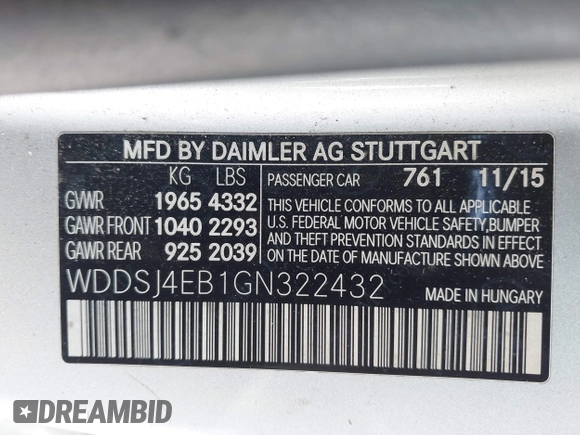 MFD BY DAIMLER AG STUTTGART
KG LBS
GVWR 1965 4332
GAWR FRONT 1040 2293
GAWR REAR 925 2039
PASSENGER CAR 761 11/15
THIS VEHICLE CONFORMS TO ALL APPLICABLE
U.S. FEDERAL MOTOR VEHICLE SAFETY,BUMPER
AND THEFT PREVENTION STANDARDS IN EFFECT
ON THE DATE OF MANUFACTURE SHOWN ABOVE.
WDDSJ4EB1GN322432
MADE IN HUNGARY
DREAMBID